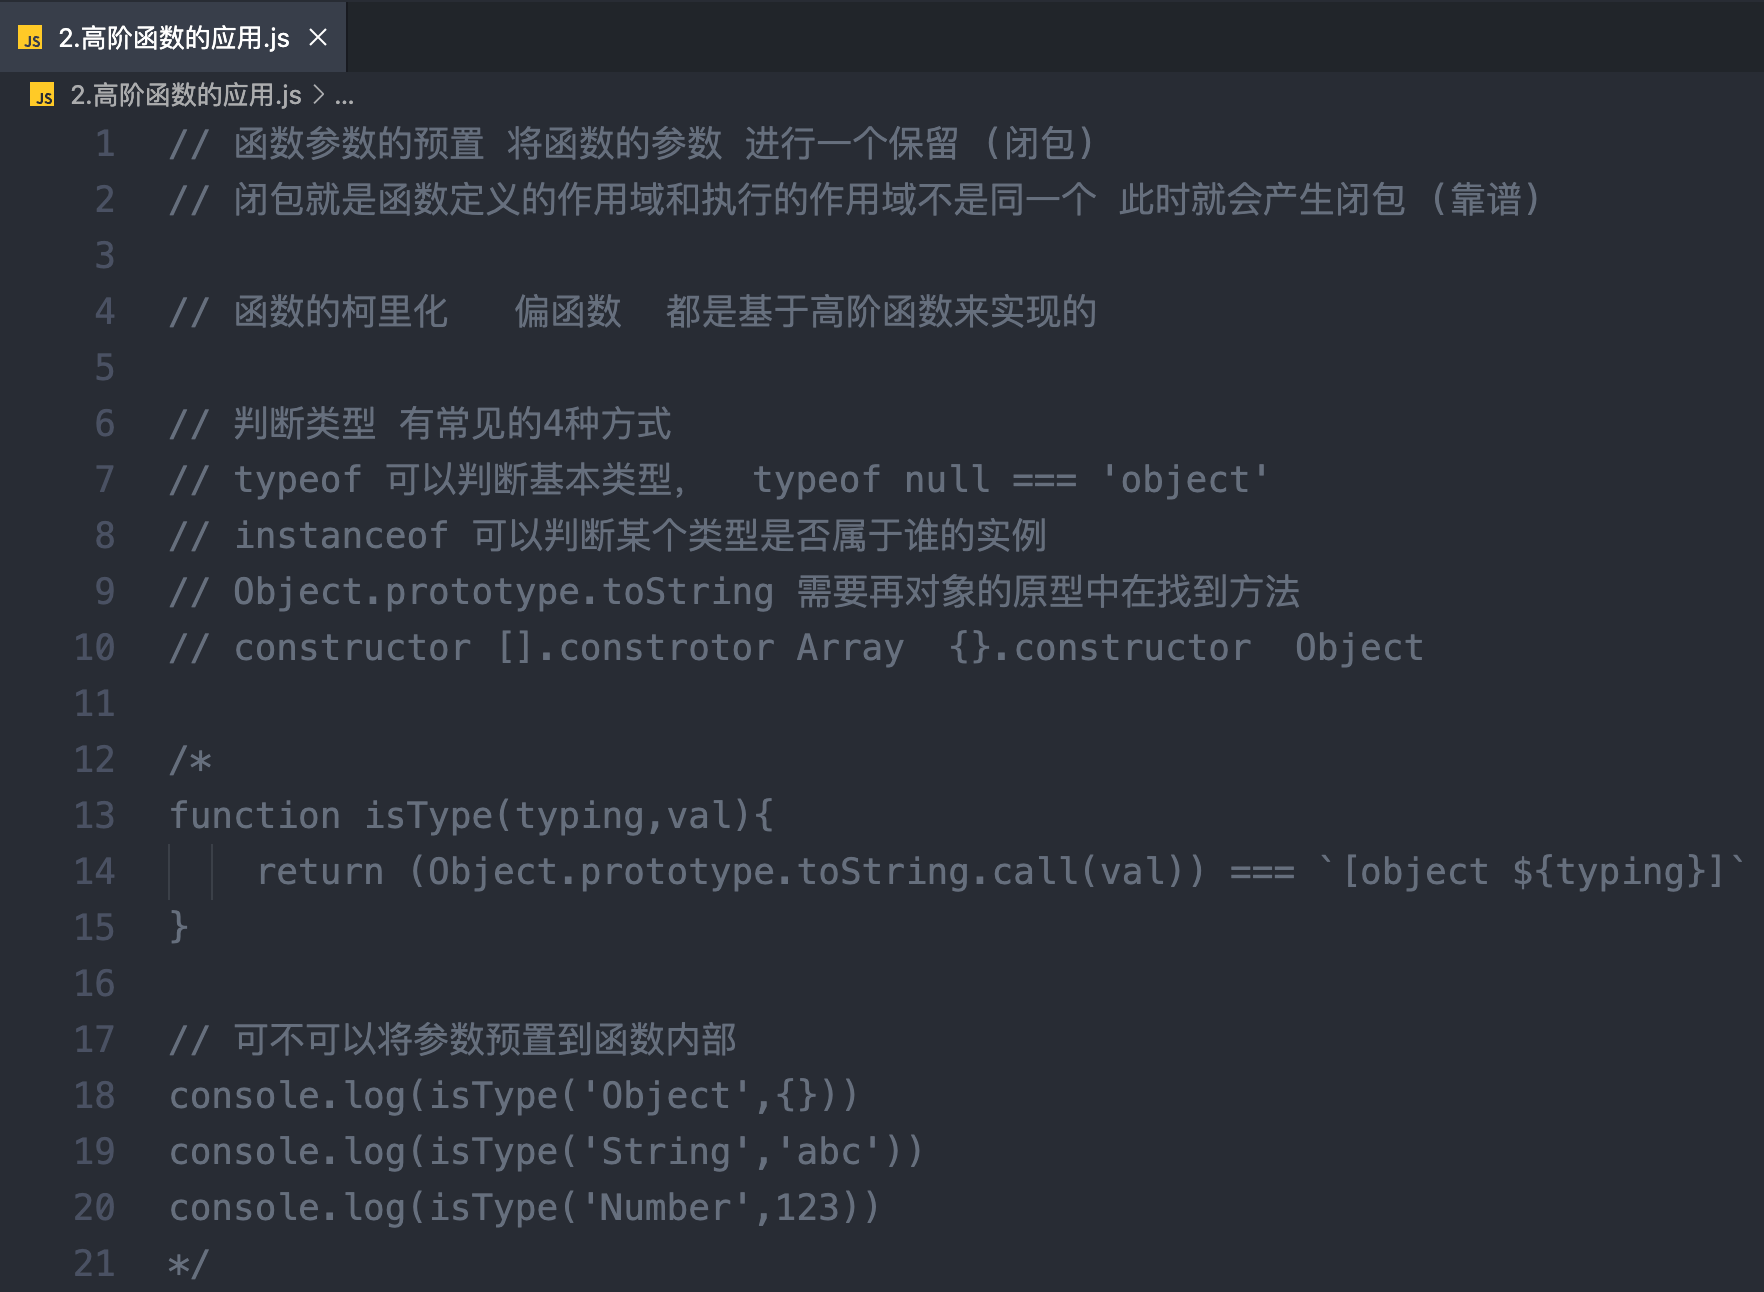 JS 2.高阶函数的应用.js ×
JS 2.高阶函数的应用.js > ...
1 // 函数参数的预置 将函数的参数 进行一个保留 (闭包)
2 // 闭包就是函数定义的作用域和执行的作用域不是同一个 此时就会产生闭包 (靠谱)
3
4 // 函数的柯里化   偏函数  都是基于高阶函数来实现的
5
6 // 判断类型 有常见的4种方式
7 // typeof 可以判断基本类型，  typeof null === 'object'
8 // instanceof 可以判断某个类型是否属于谁的实例
9 // Object.prototype.toString 需要再对象的原型中在找到方法
10 // constructor [].constrotor Array  {}.constructor  Object
11
12 /*
13 function isType(typing,val){
14     return (Object.prototype.toString.call(val)) === `[object ${typing}]`
15 }
16
17 // 可不可以将参数预置到函数内部
18 console.log(isType('Object',{}))
19 console.log(isType('String','abc'))
20 console.log(isType('Number',123))
21 */